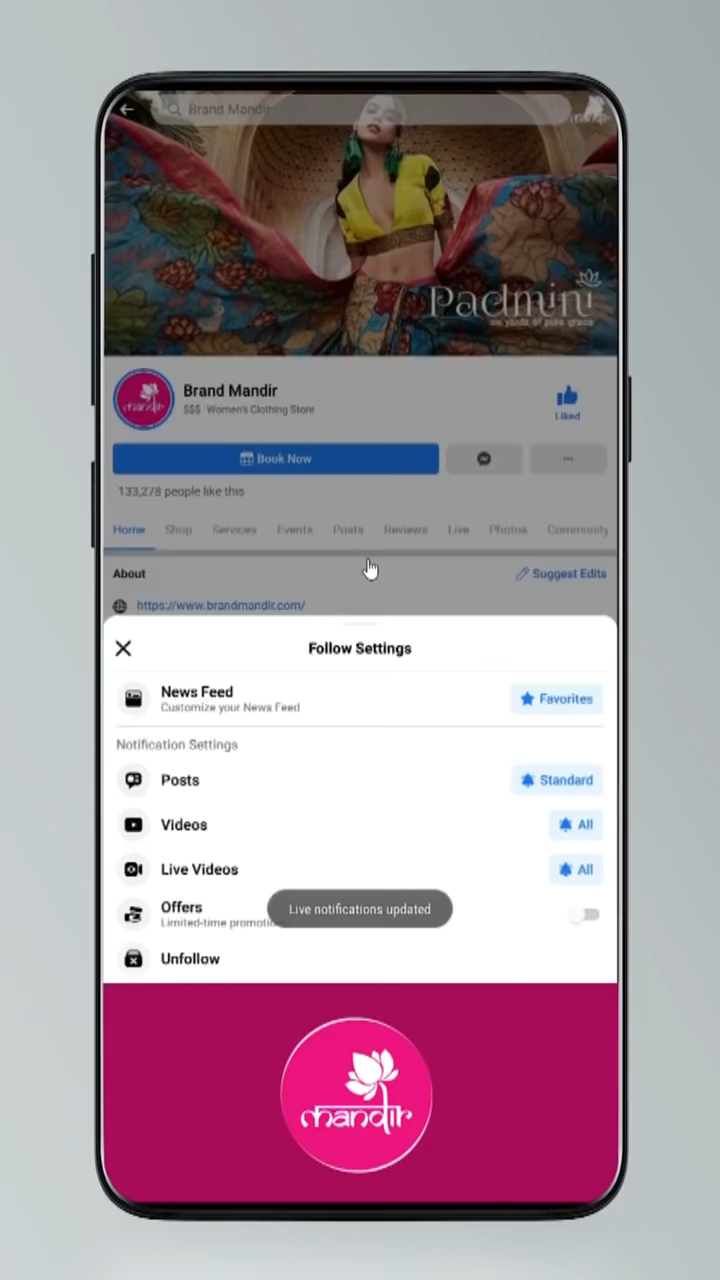 Brand Mandir
Padmini
six yards of pure grace
mandir
Brand Mandir
$$$ Women's Clothing Store
Liked
Book Now
133,278 people like this
Home Shop Services Events Posts Reviews Live Photos Community
About
Suggest Edits
https://www.brandmandir.com/
Follow Settings
News Feed
Customize your News Feed
Favorites
Notification Settings
Posts
Standard
Videos
All
Live Videos
All
Offers
Limited-time promotion
Live notifications updated
Unfollow
mandir